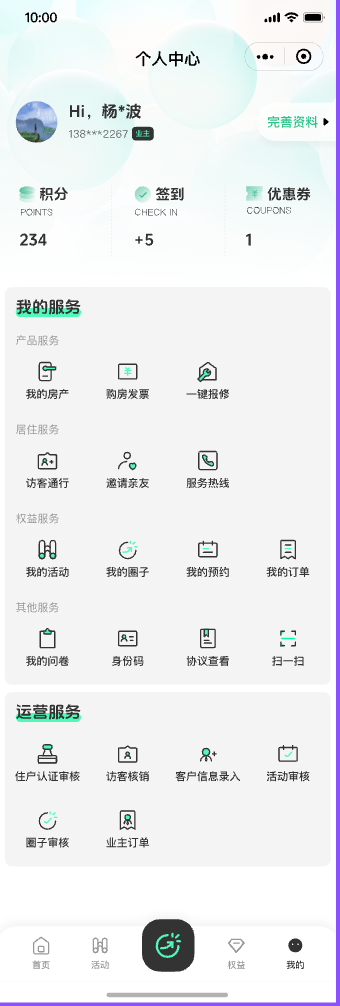 10:00
个人中心
Hi，杨*波
138***2267 业主
完善资料
积分 签到 优惠券
POINTS CHECK IN COUPONS
234 +5 1
我的服务
产品服务
我的房产 购房发票 一键报修
居住服务
访客通行 邀请亲友 服务热线
权益服务
我的活动 我的圈子 我的预约 我的订单
其他服务
我的问卷 身份码 协议查看 扫一扫
运营服务
住户认证审核 访客核销 客户信息录入 活动审核
圈子审核 业主订单
首页 活动 权益 我的